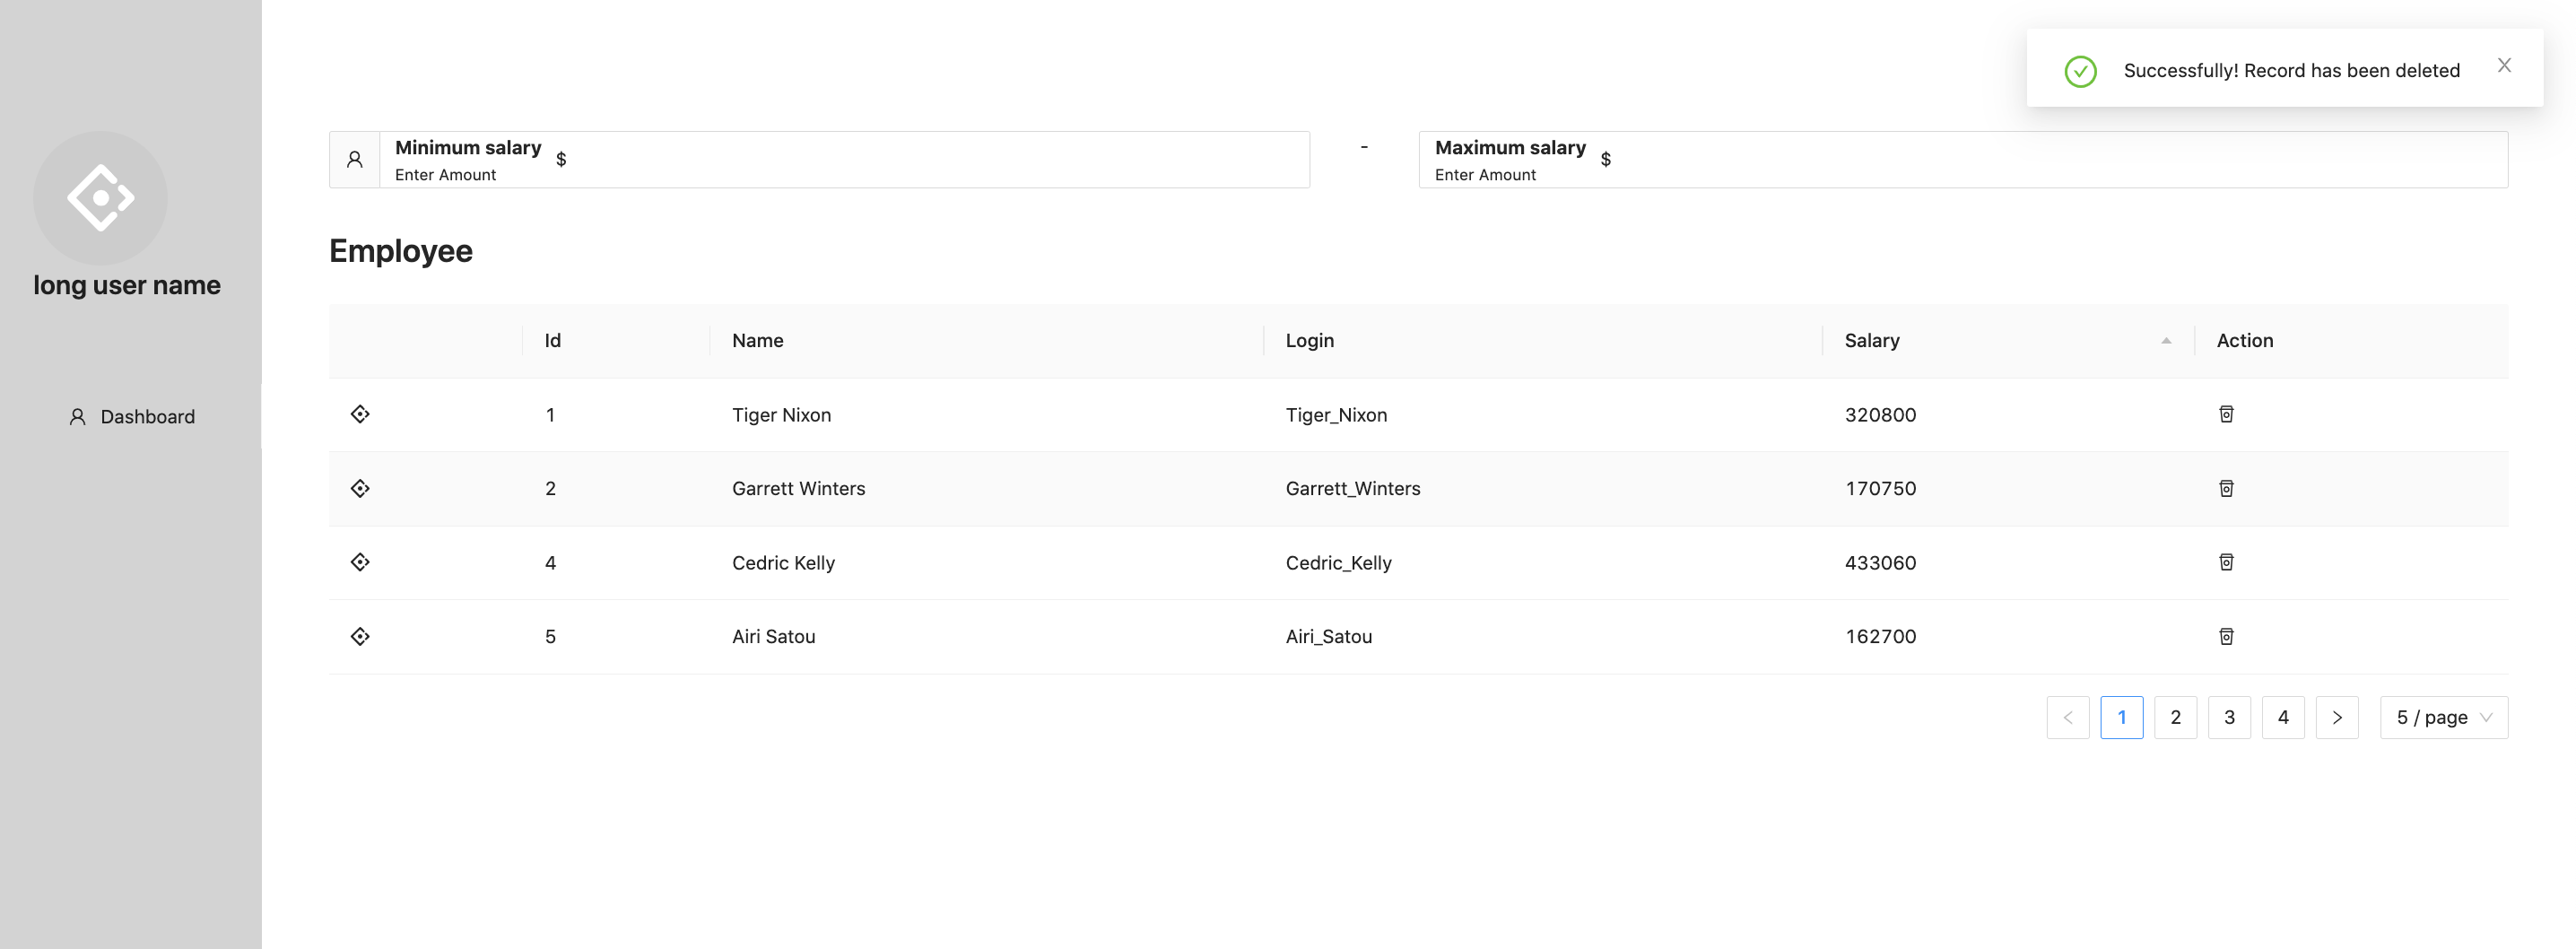 Successfully! Record has been deleted
Minimum salary
Enter Amount
$
-
Maximum salary
Enter Amount
$
long user name
Dashboard
Employee
Id Name Login Salary Action
1 Tiger Nixon Tiger_Nixon 320800
2 Garrett Winters Garrett_Winters 170750
4 Cedric Kelly Cedric_Kelly 433060
5 Airi Satou Airi_Satou 162700
< 1 2 3 4 > 5 / page